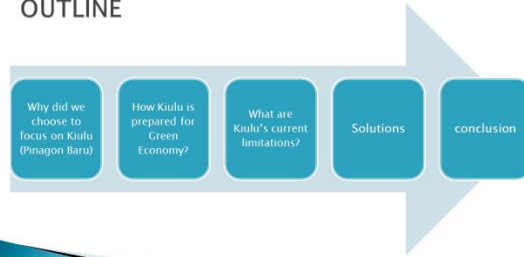 OUTLINE
Why did we
choose to
focus on Kiulu
(Pinagon Baru)
How Kiulu is
prepared for
Green
Economy?
What are
Kiulu's current
limitations?
Solutions
conclusion